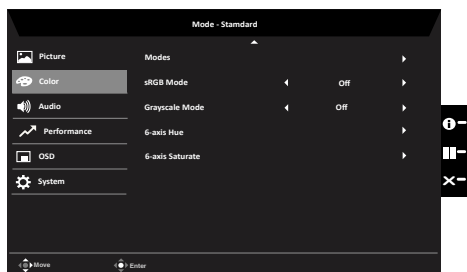 Mode - Standard
Picture
Modes
Color
sRGB Mode Off
Audio
Grayscale Mode Off
Performance
6-axis Hue
OSD
6-axis Saturate
System
Move Enter